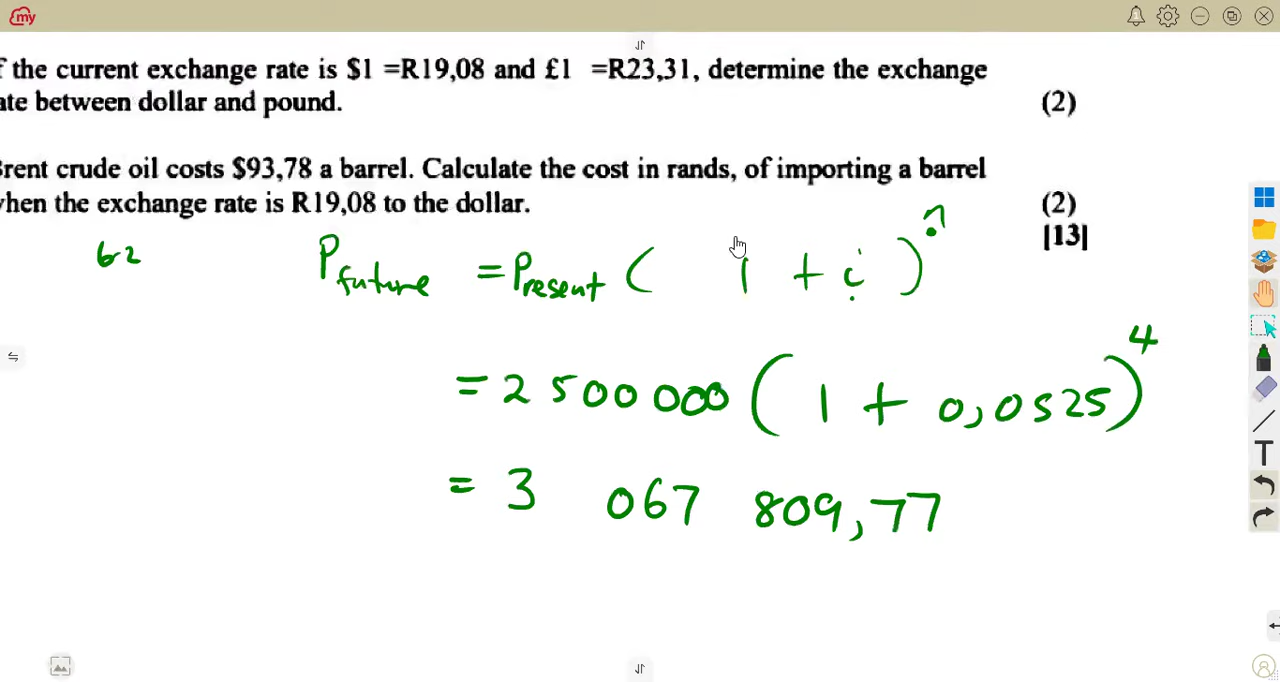 my
f the current exchange rate is $1 =R19,08 and £1 =R23,31, determine the exchange
ate between dollar and pound. (2)
Brent crude oil costs $93,78 a barrel. Calculate the cost in rands, of importing a barrel
when the exchange rate is R19,08 to the dollar. (2)
[13]
62 P future = Present ( 1 + i )^n
= 2 500 000 ( 1 + 0,0525 )^4
= 3 067 809,77
T